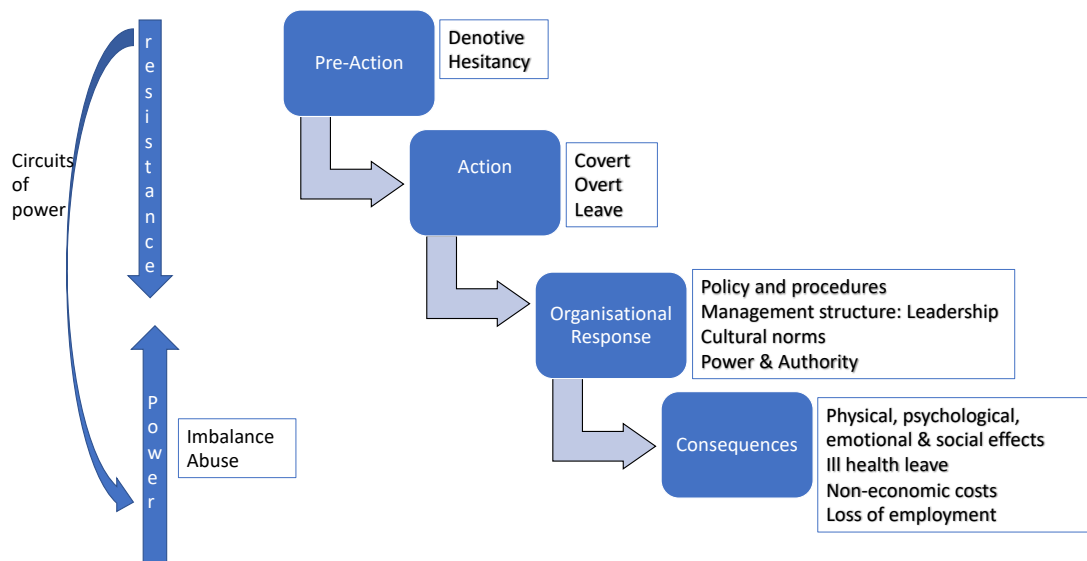 resistance
Circuits
of
power
Power
Imbalance
Abuse
Pre-Action
Denotive
Hesitancy
Action
Covert
Overt
Leave
Organisational
Response
Policy and procedures
Management structure: Leadership
Cultural norms
Power & Authority
Consequences
Physical, psychological,
emotional & social effects
Ill health leave
Non-economic costs
Loss of employment